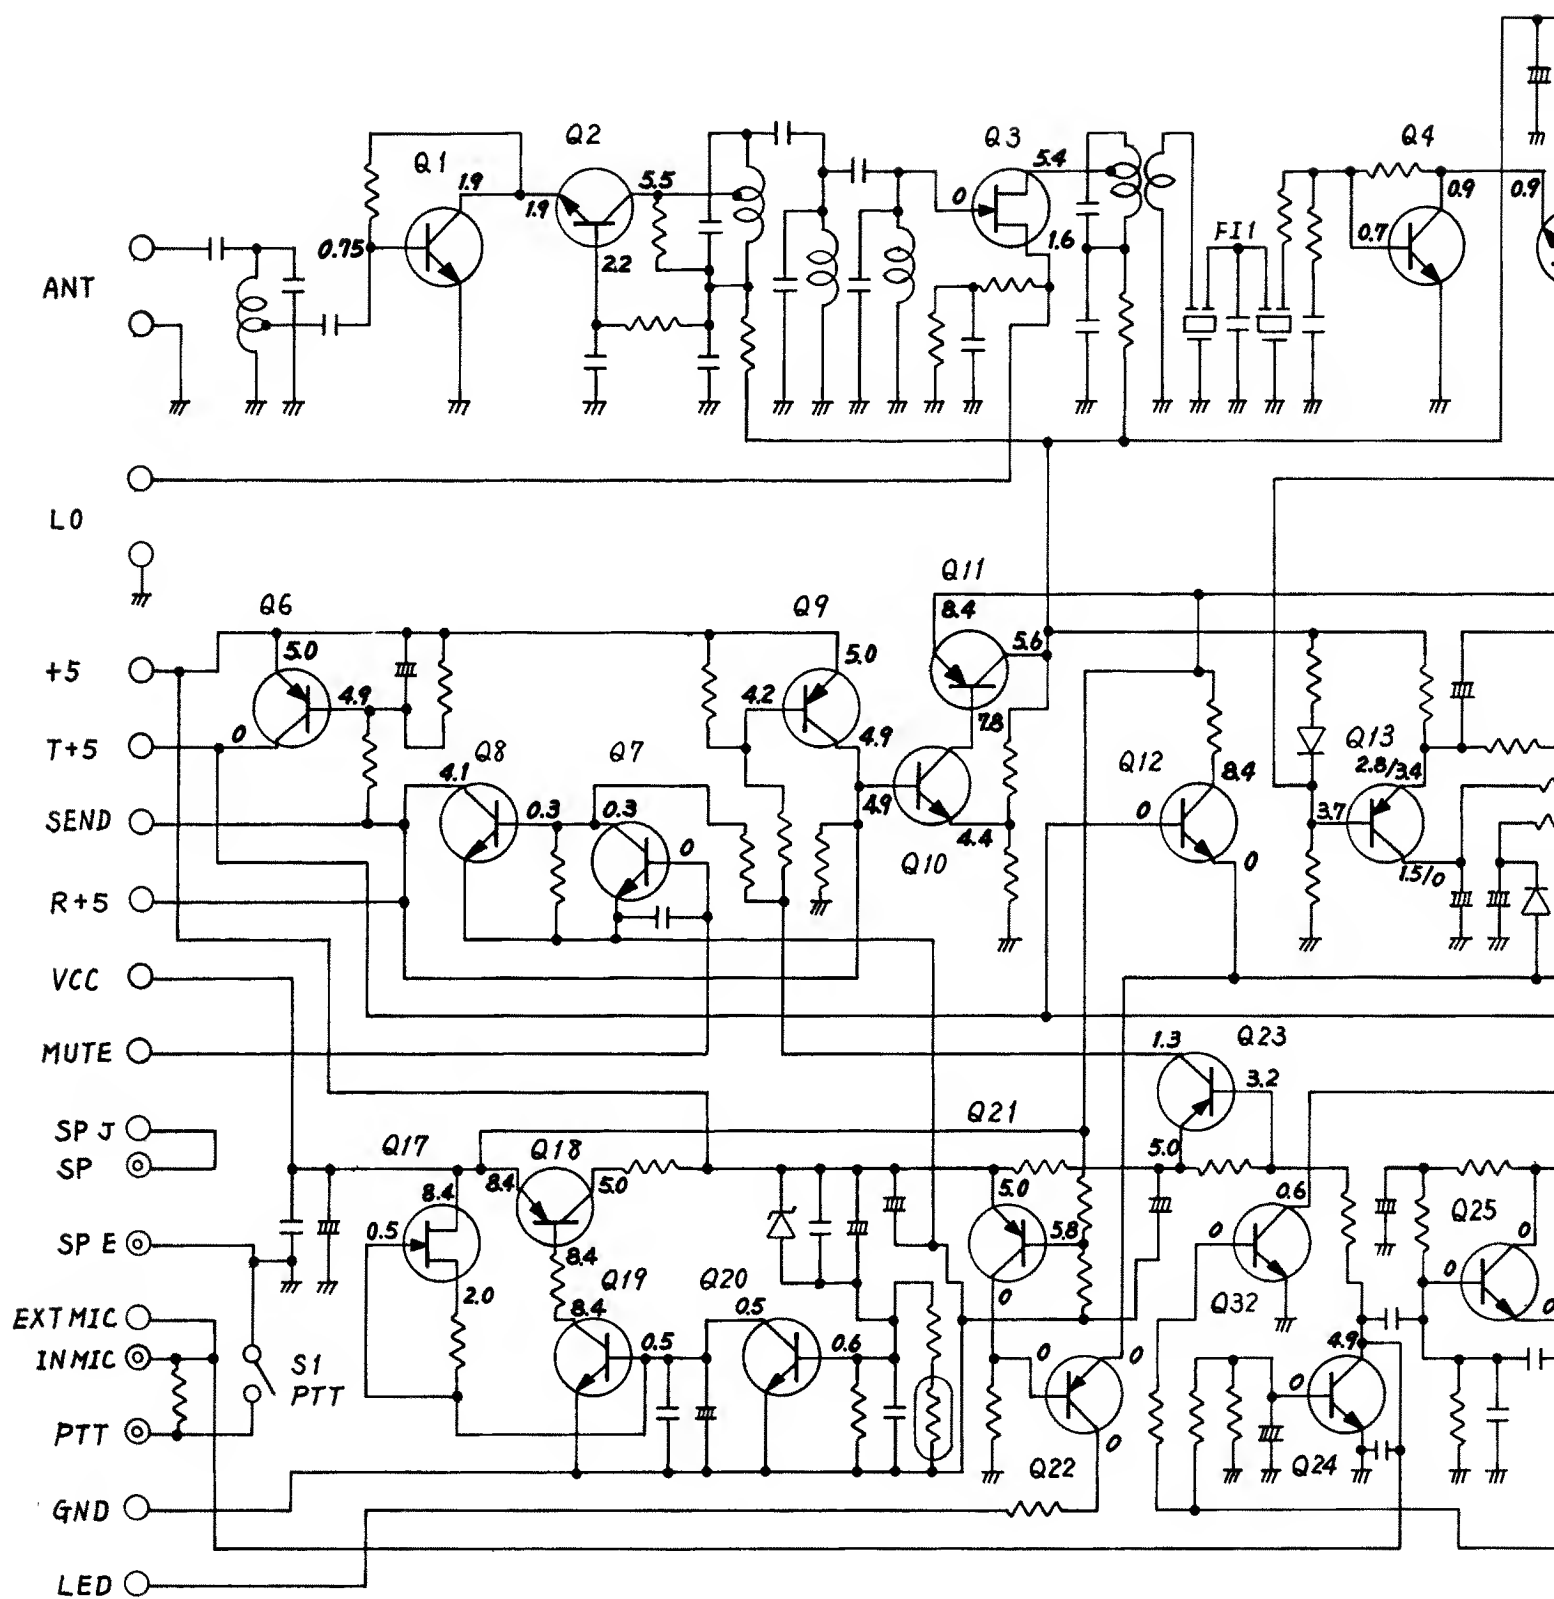 Q1
Q2
Q3
Q4
1.9
1.9
5.5
0.75
2.2
0
5.4
1.6
FI1
0.7
0.9
0.9
ANT
LO
Q6
Q9
Q11
8.4
5.6
7.8
+5
5.0
4.9
0
T+5
Q8
Q7
4.1
0.3
0.3
0
4.2
5.0
4.9
4.9
4.4
Q10
Q12
8.4
0
0
Q13
2.8/3.4
3.7
1.5/0
SEND
R+5
VCC
MUTE
1.3
Q23
3.2
5.0
SP J
SP
Q17
Q18
Q21
8.4
8.4
5.0
5.0
5.8
0
0.6
0
Q25
0
0
SP E
0.5
2.0
8.4
Q19
Q20
8.4
0.5
0.5
0.6
Q32
EXT MIC
IN MIC
S1
PTT
PTT
0
0
0
Q22
4.9
0
Q24
GND
LED